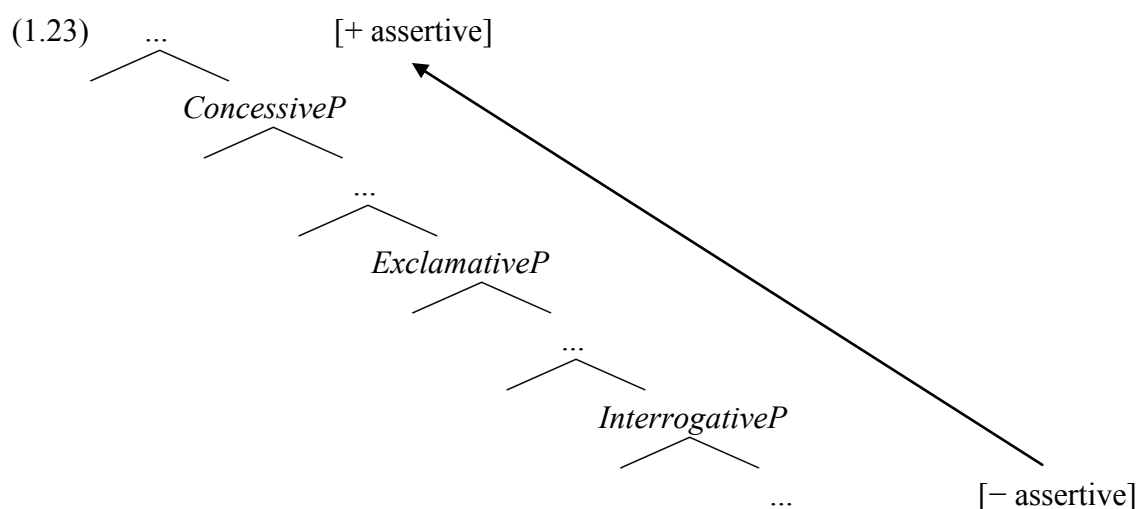 (1.23) ... [+ assertive]
ConcessiveP
...
ExclamativeP
...
InterrogativeP
... [− assertive]